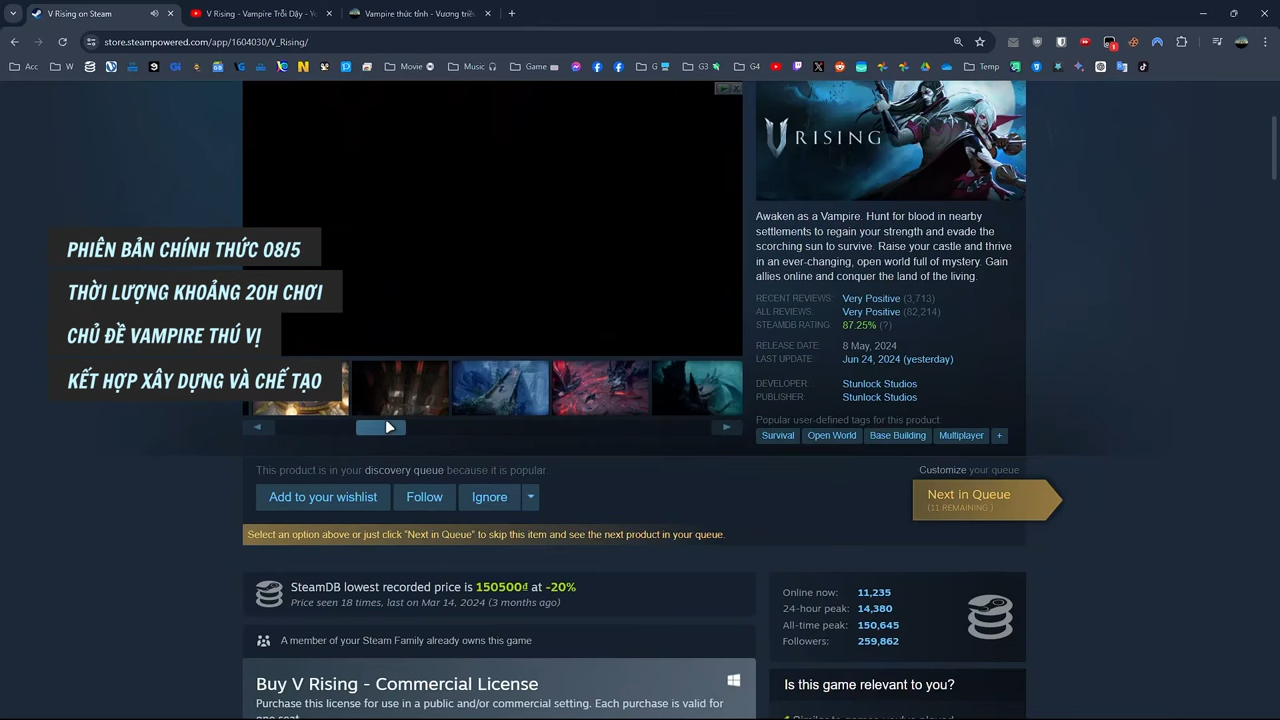 V Rising on Steam
V Rising - Vampire Trỗi Dậy - Yo
Vampire thức tỉnh - Vương triề
store.steampowered.com/app/1604030/V_Rising/
Acc
W
Movie
Music
Game
G
G3
G4
Temp
V RISING
Awaken as a Vampire. Hunt for blood in nearby
settlements to regain your strength and evade the
scorching sun to survive. Raise your castle and thrive
in an ever-changing, open world full of mystery. Gain
allies online and conquer the land of the living.
PHIÊN BẢN CHÍNH THỨC 08/5
THỜI LƯỢNG KHOẢNG 20H CHƠI
CHỦ ĐỀ VAMPIRE THÚ VỊ
KẾT HỢP XÂY DỰNG VÀ CHẾ TẠO
RECENT REVIEWS: Very Positive (3,713)
ALL REVIEWS: Very Positive (82,214)
STEAMDB RATING: 87.25% (?)
RELEASE DATE: 8 May, 2024
LAST UPDATE: Jun 24, 2024 (yesterday)
DEVELOPER: Stunlock Studios
PUBLISHER: Stunlock Studios
Popular user-defined tags for this product:
Survival Open World Base Building Multiplayer +
This product is in your discovery queue because it is popular.
Customize your queue
Add to your wishlist Follow Ignore
Next in Queue
(11 REMAINING )
Select an option above or just click "Next in Queue" to skip this item and see the next product in your queue.
SteamDB lowest recorded price is 150500₫ at -20%
Price seen 18 times, last on Mar 14, 2024 (3 months ago)
Online now: 11,235
24-hour peak: 14,380
All-time peak: 150,645
Followers: 259,862
A member of your Steam Family already owns this game
Buy V Rising - Commercial License
Purchase this license for use in a public and/or commercial setting. Each purchase is valid for
one seat.
Is this game relevant to you?